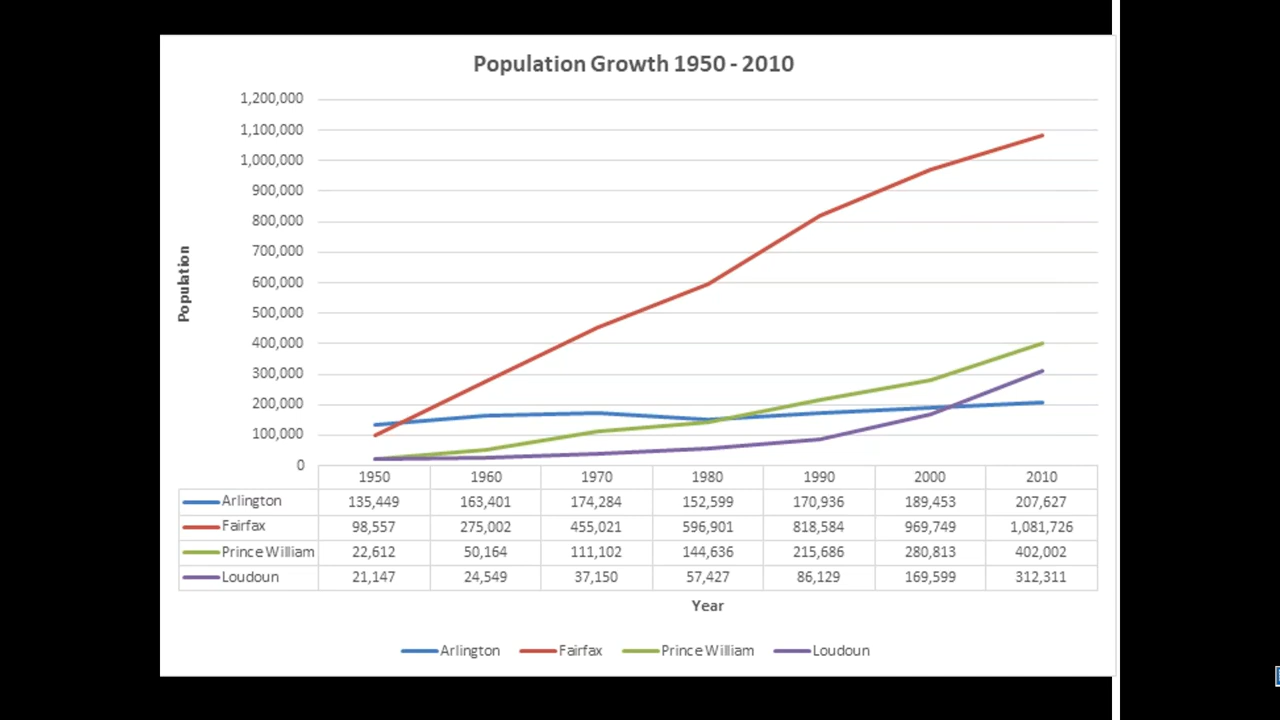 Population Growth 1950 - 2010
1,200,000
1,100,000
1,000,000
900,000
800,000
700,000
600,000
500,000
400,000
300,000
200,000
100,000
0
Population
1950 1960 1970 1980 1990 2000 2010
Arlington 135,449 163,401 174,284 152,599 170,936 189,453 207,627
Fairfax 98,557 275,002 455,021 596,901 818,584 969,749 1,081,726
Prince William 22,612 50,164 111,102 144,636 215,686 280,813 402,002
Loudoun 21,147 24,549 37,150 57,427 86,129 169,599 312,311
Year
Arlington Fairfax Prince William Loudoun